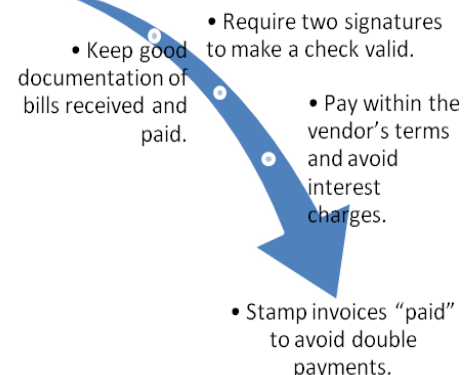 • Require two signatures
to make a check valid.
• Keep good
documentation of
bills received and
paid.
• Pay within the
vendor’s terms
and avoid
interest
charges.
• Stamp invoices “paid”
to avoid double
payments.